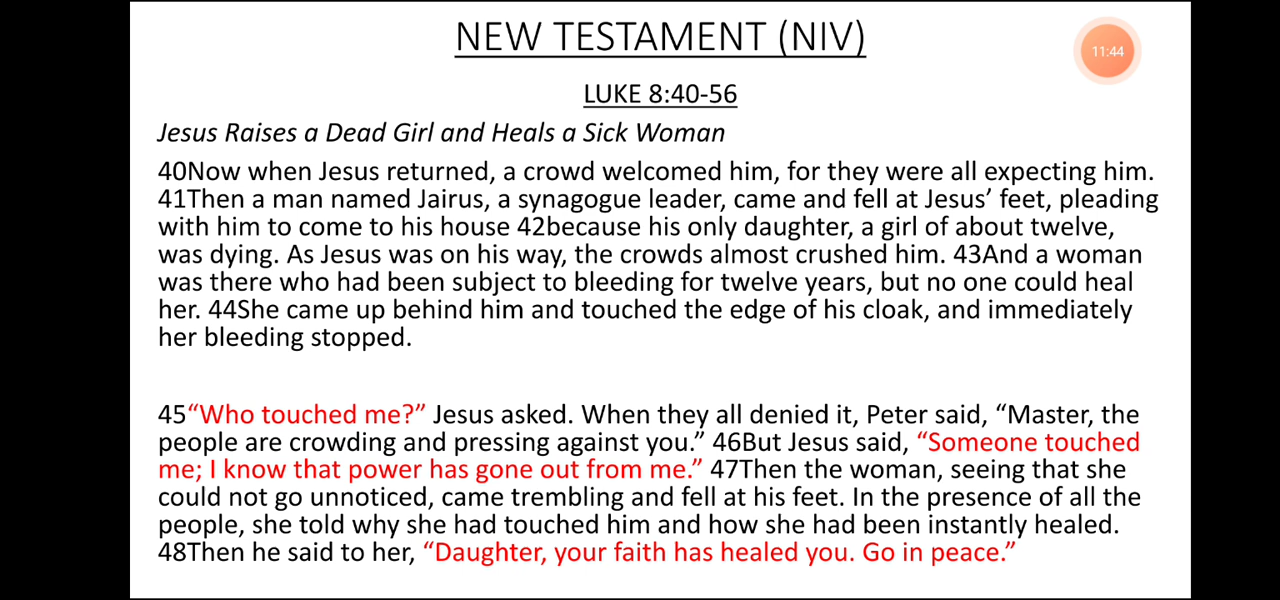 NEW TESTAMENT (NIV)
11:44
LUKE 8:40-56
Jesus Raises a Dead Girl and Heals a Sick Woman
40Now when Jesus returned, a crowd welcomed him, for they were all expecting him.
41Then a man named Jairus, a synagogue leader, came and fell at Jesus’ feet, pleading
with him to come to his house 42because his only daughter, a girl of about twelve,
was dying. As Jesus was on his way, the crowds almost crushed him. 43And a woman
was there who had been subject to bleeding for twelve years, but no one could heal
her. 44She came up behind him and touched the edge of his cloak, and immediately
her bleeding stopped.
45“Who touched me?” Jesus asked. When they all denied it, Peter said, “Master, the
people are crowding and pressing against you.” 46But Jesus said, “Someone touched
me; I know that power has gone out from me.” 47Then the woman, seeing that she
could not go unnoticed, came trembling and fell at his feet. In the presence of all the
people, she told why she had touched him and how she had been instantly healed.
48Then he said to her, “Daughter, your faith has healed you. Go in peace.”